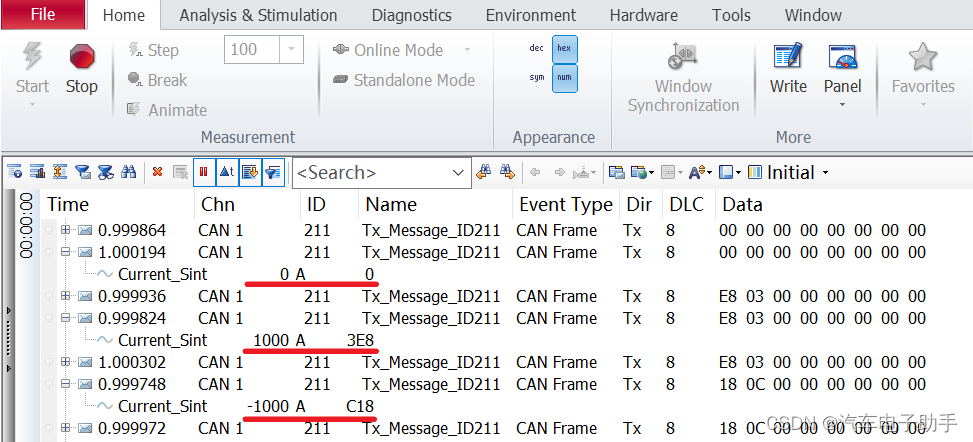 File Home Analysis & Simulation Diagnostics Environment Hardware Tools Window
Start Stop Step 100 Online Mode dec hex Window Synchronization Write Panel Favorites
Break Standalone Mode sym num
Animate
Measurement Appearance More
<Search> Initial
00:00:00
Time Chn ID Name Event Type Dir DLC Data
0.999864 CAN 1 211 Tx_Message_ID211 CAN Frame Tx 8 00 00 00 00 00 00 00 00
1.000194 CAN 1 211 Tx_Message_ID211 CAN Frame Tx 8 00 00 00 00 00 00 00 00
Current_Sint 0 A 0
0.999936 CAN 1 211 Tx_Message_ID211 CAN Frame Tx 8 E8 03 00 00 00 00 00 00
0.999824 CAN 1 211 Tx_Message_ID211 CAN Frame Tx 8 E8 03 00 00 00 00 00 00
Current_Sint 1000 A 3E8
1.000302 CAN 1 211 Tx_Message_ID211 CAN Frame Tx 8 E8 03 00 00 00 00 00 00
0.999748 CAN 1 211 Tx_Message_ID211 CAN Frame Tx 8 18 0C 00 00 00 00 00 00
Current_Sint -1000 A C18
0.999972 CAN 1 211 Tx_Message_ID211 CAN Frame Tx 8 18 0C 00 00 00 00 00 00
CSDN @汽车电子助手